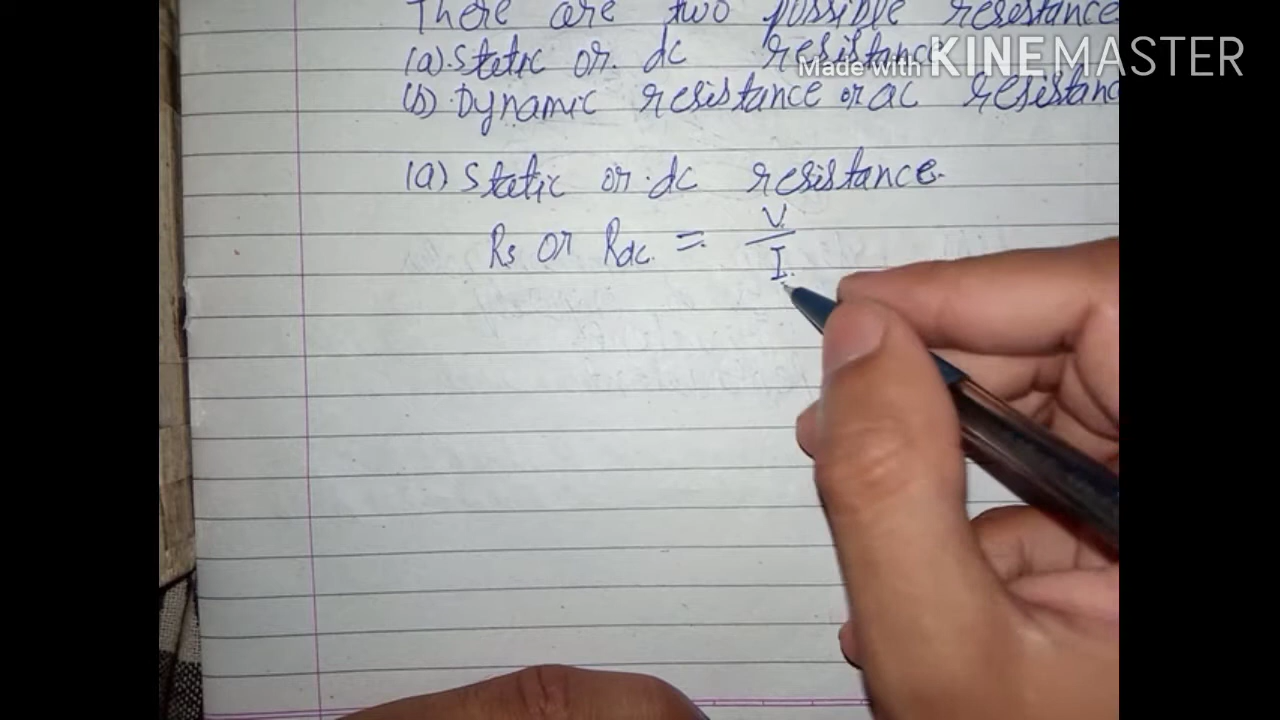 There are two possible resistance
(a). Static or dc resistance
Made with KINEMASTER
(b). Dynamic resistance or ac resistanc
(a) Static or dc resistance.
Rs or Rdc. = V/I.